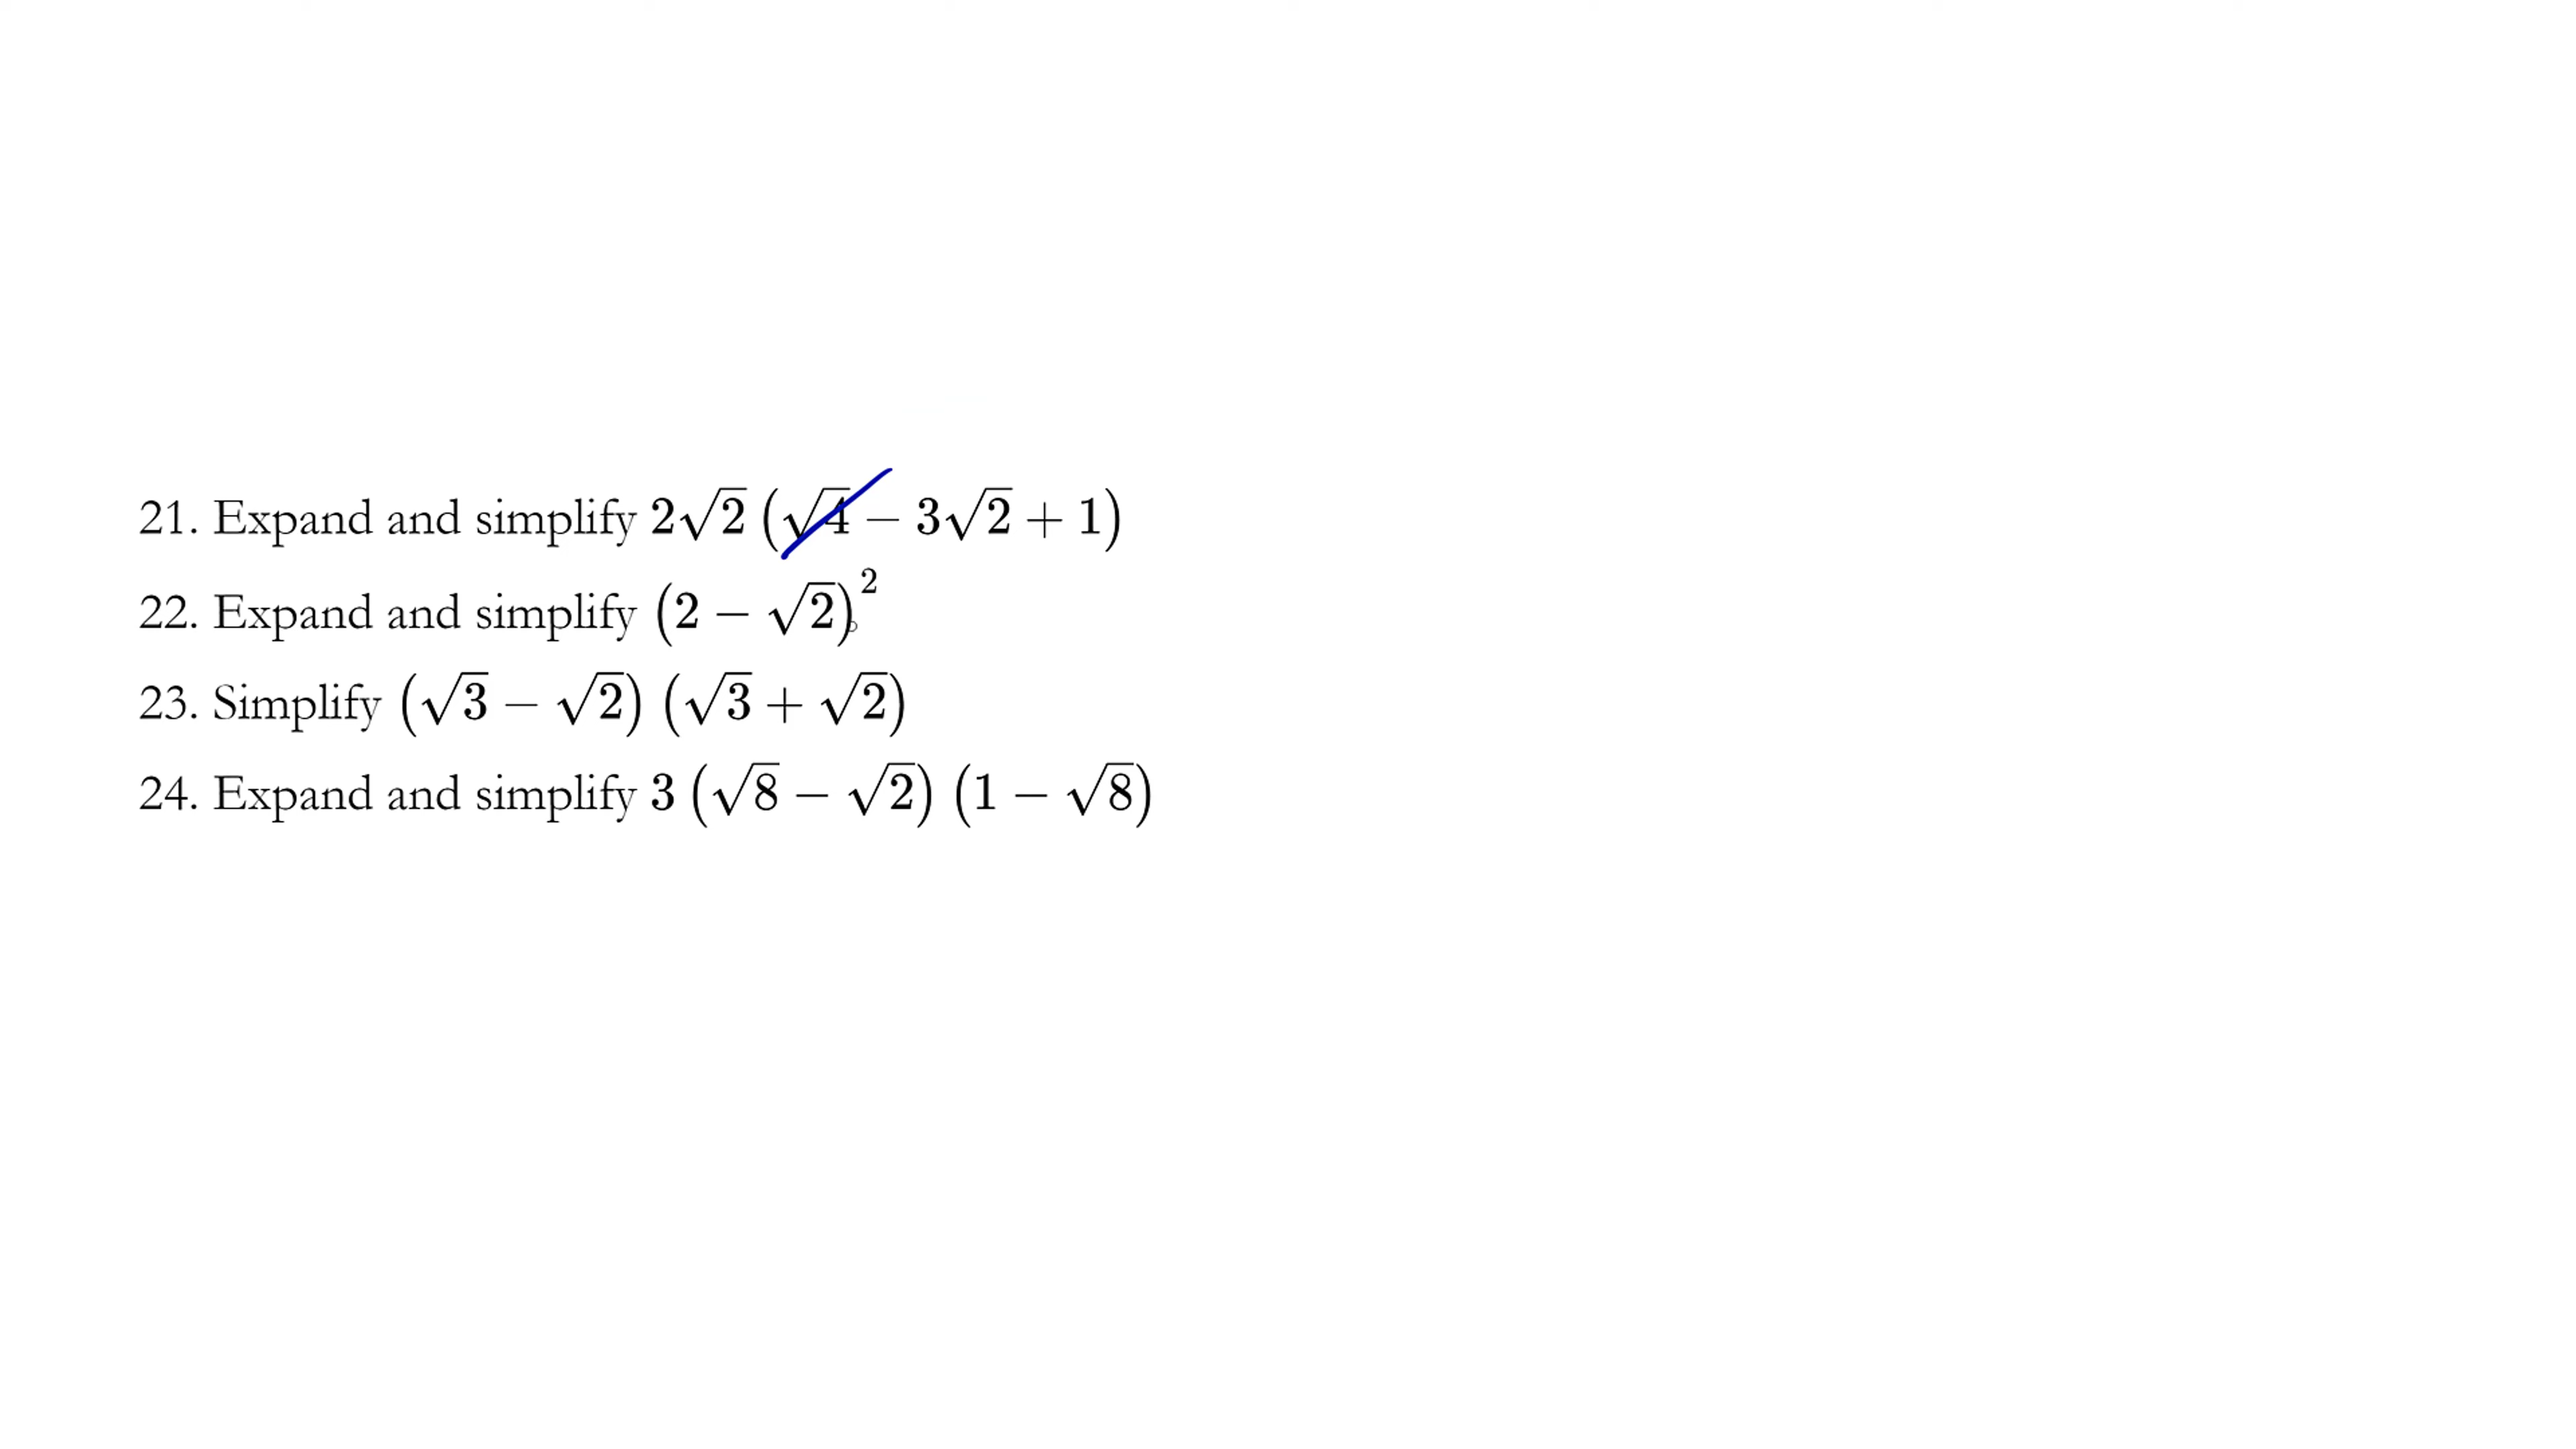 21. Expand and simplify 2√2 (√4 − 3√2 + 1)
22. Expand and simplify (2 − √2)²
23. Simplify (√3 − √2) (√3 + √2)
24. Expand and simplify 3 (√8 − √2) (1 − √8)